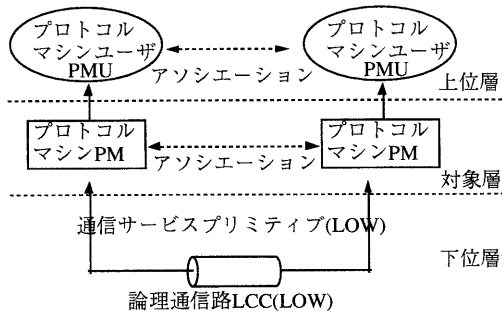 プロトコル
マシンユーザ
PMU
プロトコル
マシンユーザ
PMU
アソシエーション
上位層
プロトコル
マシンPM
プロトコル
マシンPM
アソシエーション
対象層
通信サービスプリミティブ(LOW)
下位層
論理通信路LCC(LOW)